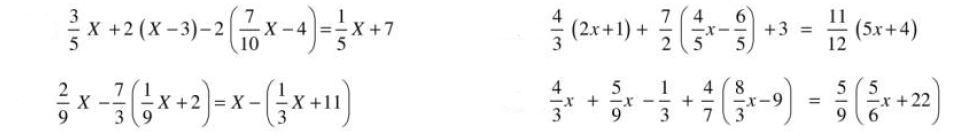 3/5 X + 2 (X − 3) − 2 (7/10 X − 4) = 1/5 X + 7
4/3 (2x+1) + 7/2 (4/5 x − 6/5) + 3 = 11/12 (5x+4)
2/9 X − 7/3 (1/9 X + 2) = X − (1/3 X + 11)
4/3 x + 5/9 x − 1/3 + 4/7 (8/3 x − 9) = 5/9 (5/6 x + 22)